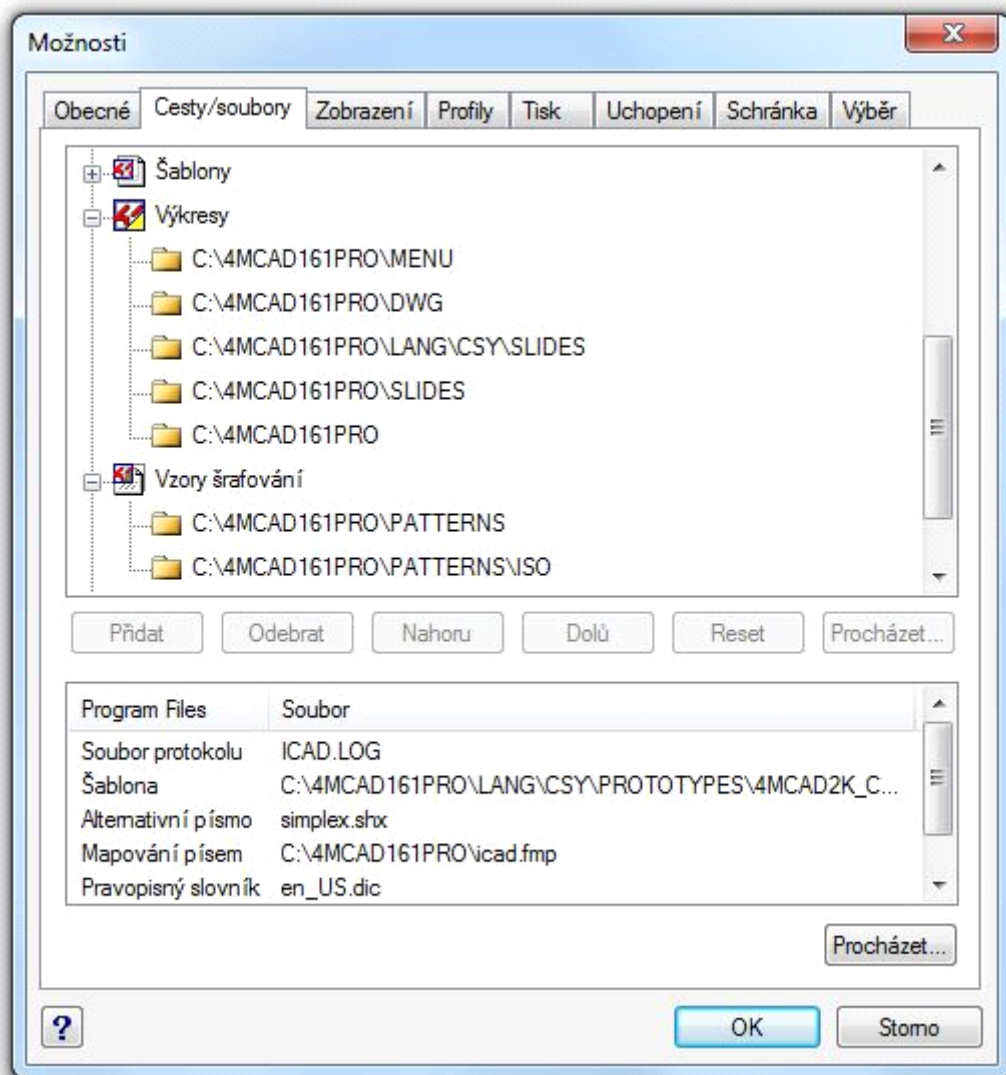 Možnosti
Obecné Cesty/soubory Zobrazení Profily Tisk Uchopení Schránka Výběr
Šablony
Výkresy
C:\4MCAD161PRO\MENU
C:\4MCAD161PRO\DWG
C:\4MCAD161PRO\LANG\CSY\SLIDES
C:\4MCAD161PRO\SLIDES
C:\4MCAD161PRO
Vzory šrafování
C:\4MCAD161PRO\PATTERNS
C:\4MCAD161PRO\PATTERNS\ISO
Přidat Odebrat Nahoru Dolů Reset Procházet...
Program Files Soubor
Soubor protokolu ICAD.LOG
Šablona C:\4MCAD161PRO\LANG\CSY\PROTOTYPES\4MCAD2K_C...
Alternativní písmo simplex.shx
Mapování písem C:\4MCAD161PRO\icad.fmp
Pravopisný slovník en_US.dic
Procházet...
? OK Storno